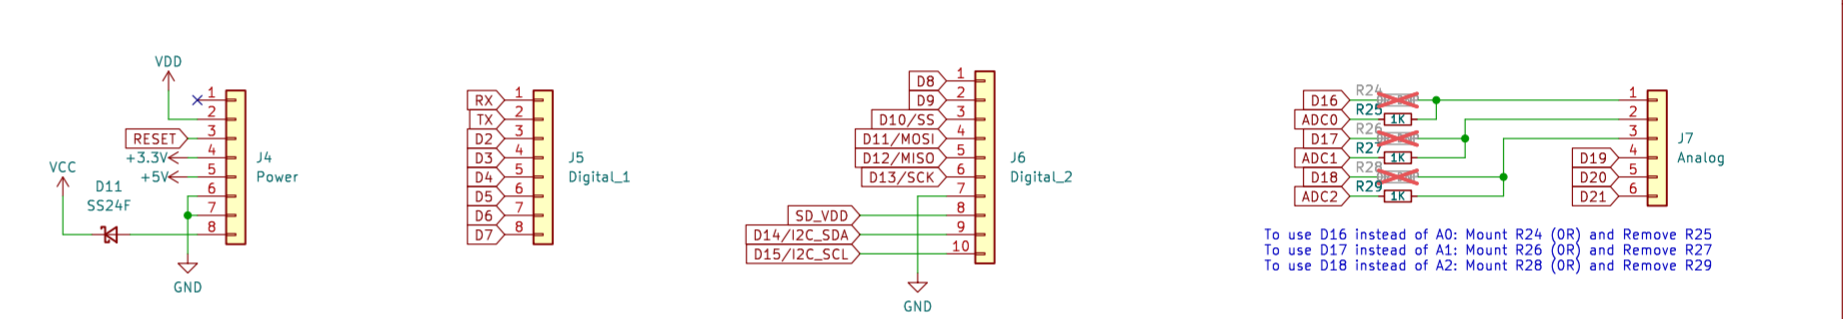 VDD
1
2
RESET 3
+3.3V 4
+5V 5
6
7
8
J4
Power
VCC
D11
SS24F
GND
RX 1
TX 2
D2 3
D3 4
D4 5
D5 6
D6 7
D7 8
J5
Digital_1
D8 1
D9 2
D10/SS 3
D11/MOSI 4
D12/MISO 5
D13/SCK 6
7
SD_VDD 8
D14/I2C_SDA 9
D15/I2C_SCL 10
J6
Digital_2
GND
R24
D16 1
R25
ADC0 1K 2
R26
D17 3
R27
ADC1 1K
R28
D18
R29
ADC2 1K
D19 4
D20 5
D21 6
J7
Analog
To use D16 instead of A0: Mount R24 (0R) and Remove R25
To use D17 instead of A1: Mount R26 (0R) and Remove R27
To use D18 instead of A2: Mount R28 (0R) and Remove R29